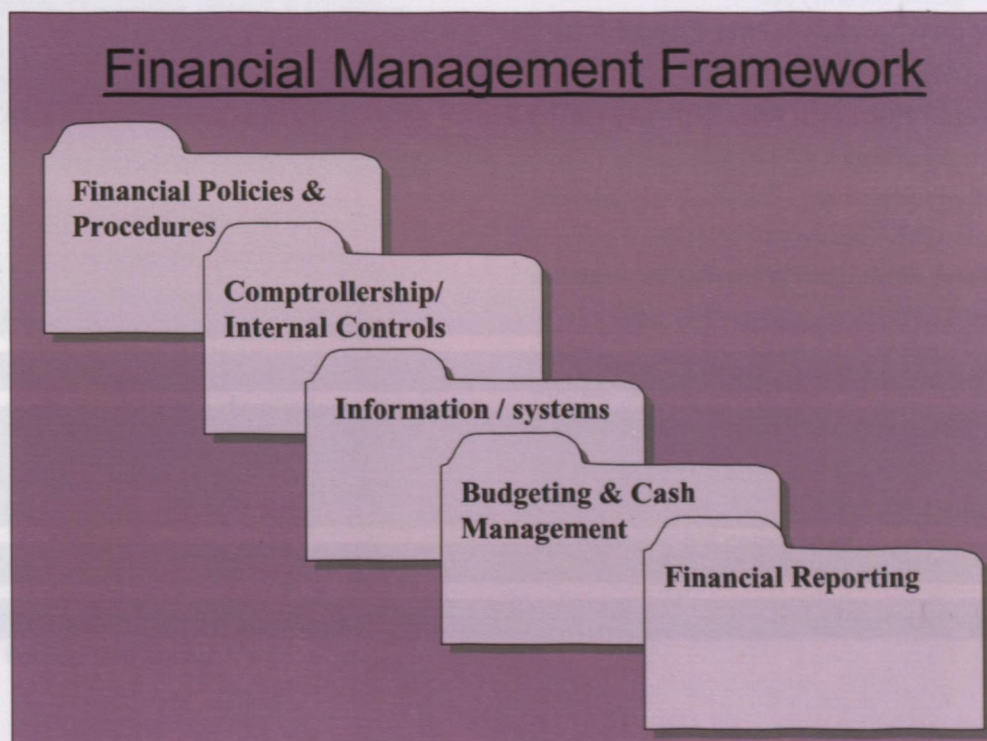 Financial Management Framework
Financial Policies &
Procedures
Comptrollership/
Internal Controls
Information / systems
Budgeting & Cash
Management
Financial Reporting